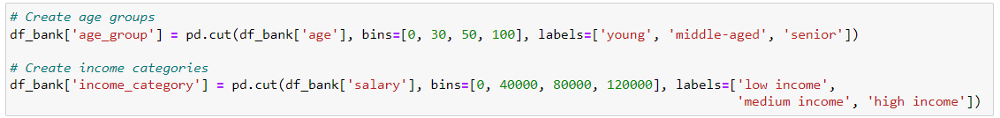 # Create age groups
df_bank['age_group'] = pd.cut(df_bank['age'], bins=[0, 30, 50, 100], labels=['young', 'middle-aged', 'senior'])
# Create income categories
df_bank['income_category'] = pd.cut(df_bank['salary'], bins=[0, 40000, 80000, 120000], labels=['low income',
'medium income', 'high income'])